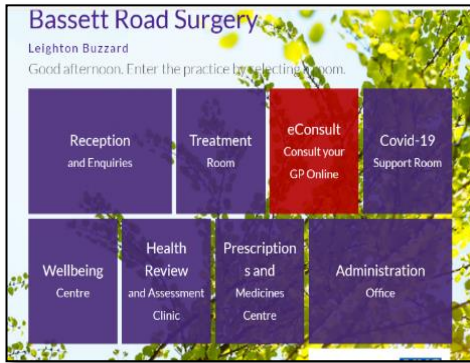 Bassett Road Surgery
Leighton Buzzard
Good afternoon. Enter the practice by selecting a room.
Reception
and Enquiries
Treatment
Room
eConsult
Consult your
GP Online
Covid-19
Support Room
Wellbeing
Centre
Health
Review
and Assessment
Clinic
Prescription
s and
Medicines
Centre
Administration
Office